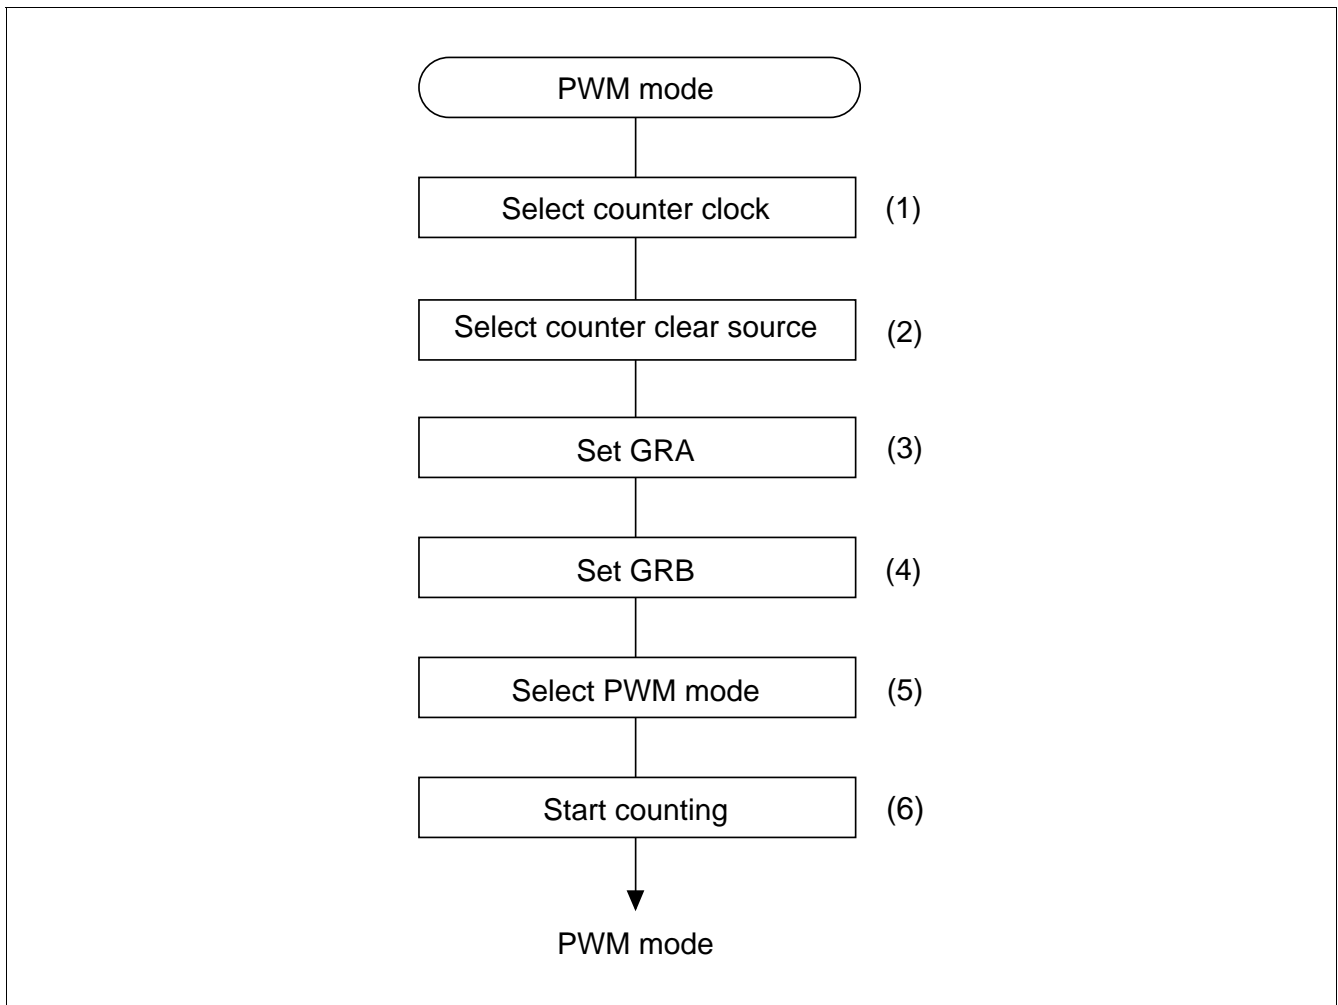 PWM mode
Select counter clock (1)
Select counter clear source (2)
Set GRA (3)
Set GRB (4)
Select PWM mode (5)
Start counting (6)
PWM mode